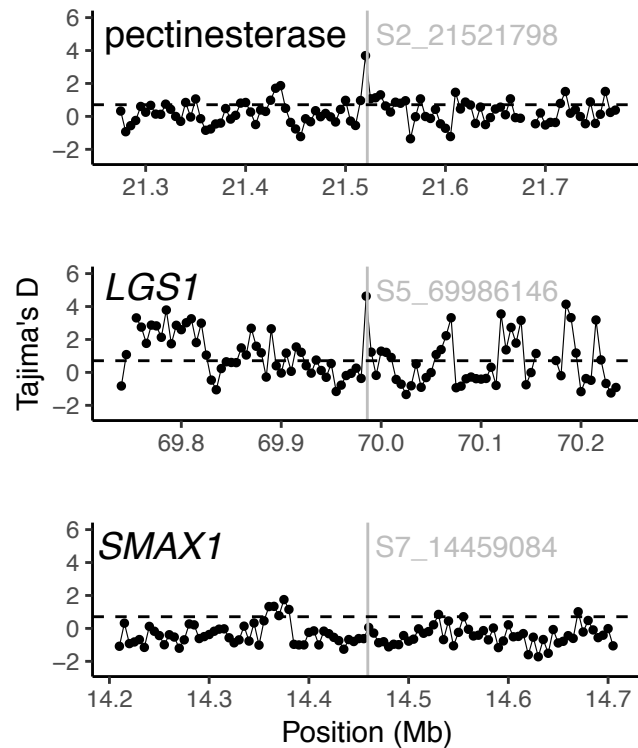 pectinesterase S2_21521798
6
4
2
0
−2
21.3 21.4 21.5 21.6 21.7
LGS1 S5_69986146
6
4
2
0
−2
69.8 69.9 70.0 70.1 70.2
Tajima's D
SMAX1 S7_14459084
6
4
2
0
−2
14.2 14.3 14.4 14.5 14.6 14.7
Position (Mb)